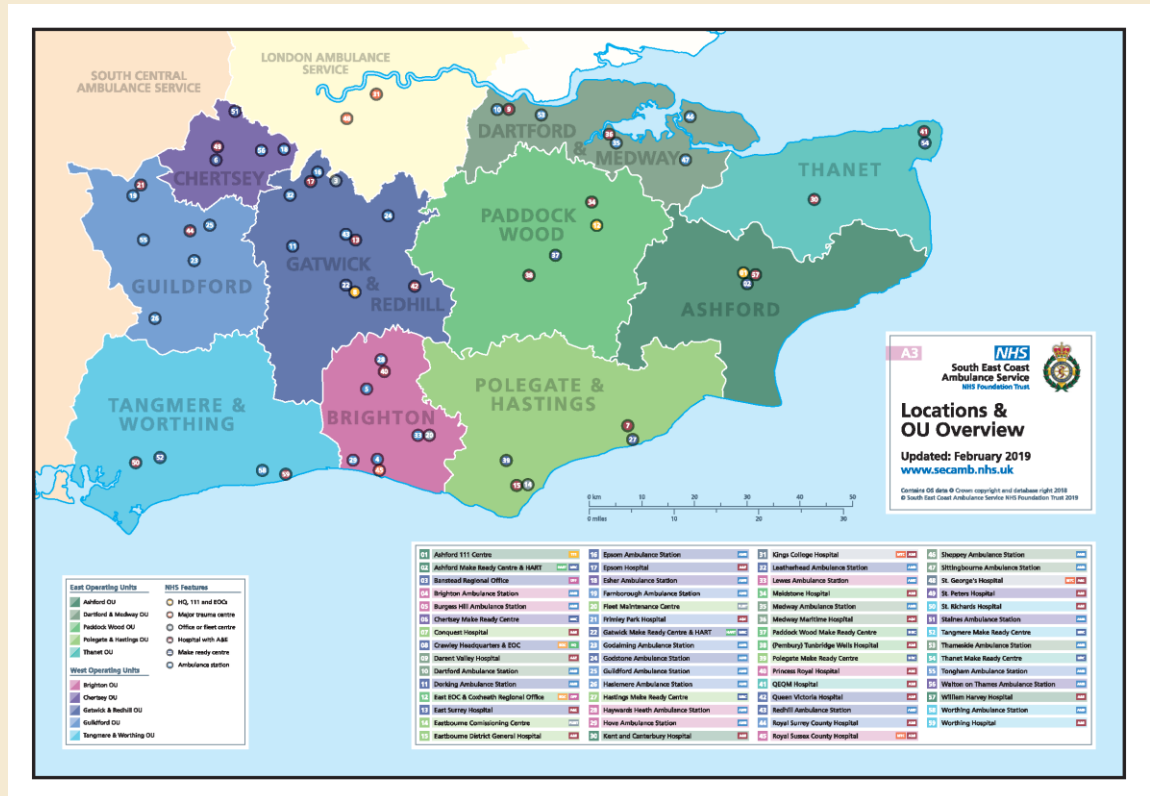 SOUTH CENTRAL
AMBULANCE SERVICE
LONDON AMBULANCE
SERVICE
CHERTSEY
GUILDFORD
GATWICK
&
REDHILL
DARTFORD
& MEDWAY
PADDOCK
WOOD
THANET
ASHFORD
TANGMERE &
WORTHING
BRIGHTON
POLEGATE &
HASTINGS
A3
NHS
South East Coast
Ambulance Service
NHS Foundation Trust
Locations &
OU Overview
Updated: February 2019
www.secamb.nhs.uk
Contains OS data © Crown copyright and database right 2018
© South East Coast Ambulance Service NHS Foundation Trust 2019
0 km 10 20 30 40 50
0 miles 10 20 30
East Operating Units
Ashford OU
Dartford & Medway OU
Paddock Wood OU
Polegate & Hastings OU
Thanet OU
West Operating Units
Brighton OU
Chertsey OU
Gatwick & Redhill OU
Guildford OU
Tangmere & Worthing OU
NHS Features
HQ, 111 and EOCs
Major trauma centre
Office or fleet centre
Hospital with A&E
Make ready centre
Ambulance station
01 Ashford 111 Centre
02 Ashford Make Ready Centre & HART
03 Banstead Regional Office
04 Brighton Ambulance Station
05 Burgess Hill Ambulance Station
06 Chertsey Make Ready Centre
07 Conquest Hospital
08 Crawley Headquarters & EOC
09 Darent Valley Hospital
10 Dartford Ambulance Station
11 Dorking Ambulance Station
12 East EOC & Coxheath Regional Office
13 East Surrey Hospital
14 Eastbourne Comissioning Centre
15 Eastbourne District General Hospital
16 Epsom Ambulance Station
17 Epsom Hospital
18 Esher Ambulance Station
19 Farnborough Ambulance Station
20 Fleet Maintenance Centre
21 Frimley Park Hospital
22 Gatwick Make Ready Centre & HART
23 Godalming Ambulance Station
24 Godstone Ambulance Station
25 Guildford Ambulance Station
26 Haslemere Ambulance Station
27 Hastings Make Ready Centre
28 Haywards Heath Ambulance Station
Hove Ambulance Station
30 Kent and Canterbury Hospital
31 Kings College Hospital
32 Leatherhead Ambulance Station
33 Lewes Ambulance Station
34 Maidstone Hospital
35 Medway Ambulance Station
36 Medway Maritime Hospital
37 Paddock Wood Make Ready Centre
38 (Pembury) Tunbridge Wells Hospital
39 Polegate Make Ready Centre
40 Princess Royal Hospital
41 QEQM Hospital
42 Queen Victoria Hospital
43 Redhill Ambulance Station
44 Royal Surrey County Hospital
45 Royal Sussex County Hospital
46 Sheppey Ambulance Station
47 Sittingbourne Ambulance Station
48 St. George's Hospital
49 St. Peters Hospital
50 St. Richards Hospital
51 Staines Ambulance Station
52 Tangmere Make Ready Centre
53 Thameside Ambulance Station
54 Thanet Make Ready Centre
55 Tongham Ambulance Station
56 Walton on Thames Ambulance Station
57 William Harvey Hospital
58 Worthing Ambulance Station
59 Worthing Hospital